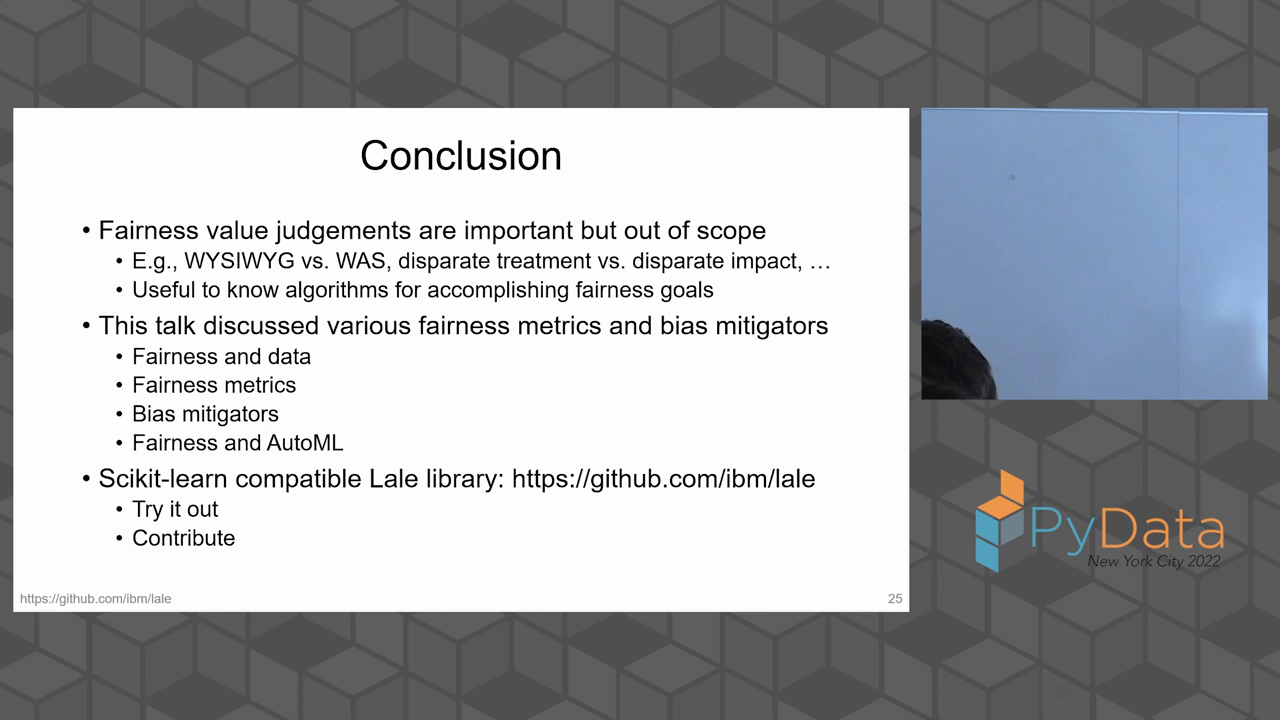 Conclusion
• Fairness value judgements are important but out of scope
• E.g., WYSIWYG vs. WAS, disparate treatment vs. disparate impact, …
• Useful to know algorithms for accomplishing fairness goals
• This talk discussed various fairness metrics and bias mitigators
• Fairness and data
• Fairness metrics
• Bias mitigators
• Fairness and AutoML
• Scikit-learn compatible Lale library: https://github.com/ibm/lale
• Try it out
• Contribute
https://github.com/ibm/lale
25
PyData
New York City 2022